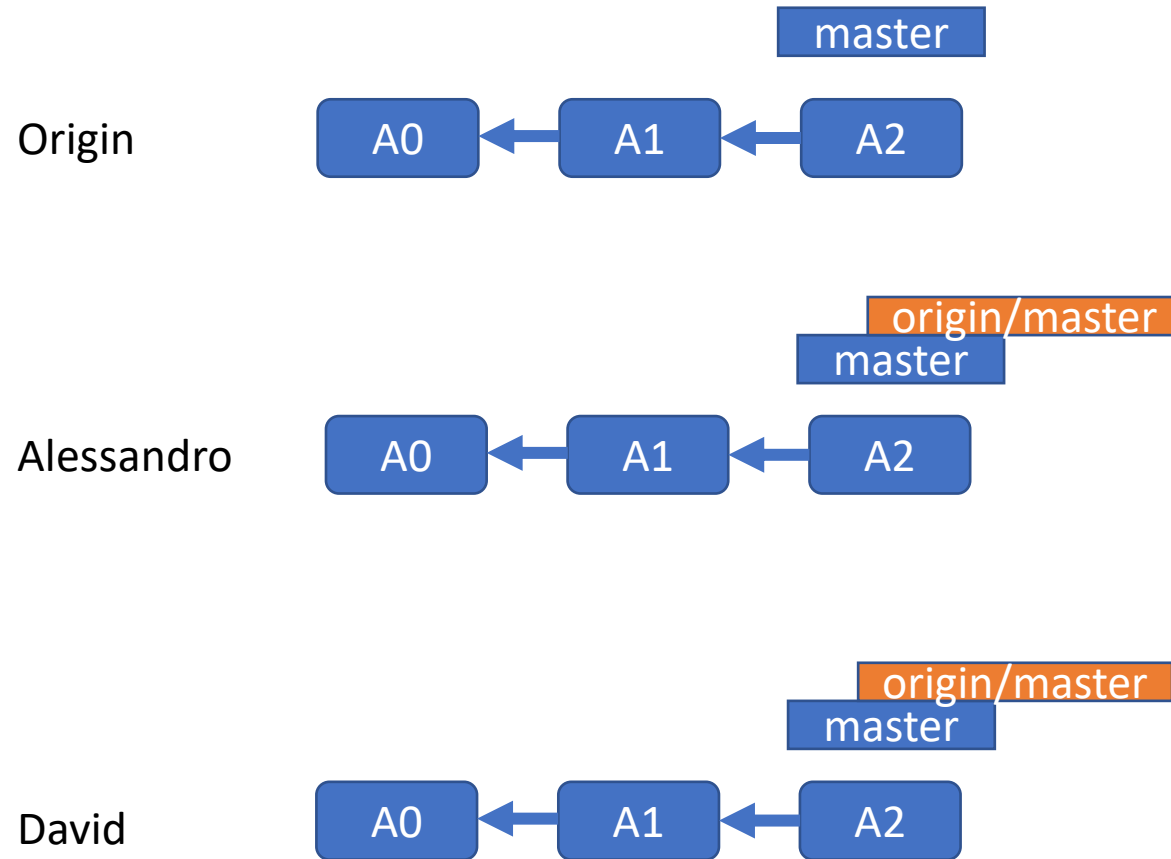 master
Origin
A0
A1
A2
origin/master
master
Alessandro
A0
A1
A2
origin/master
master
David
A0
A1
A2